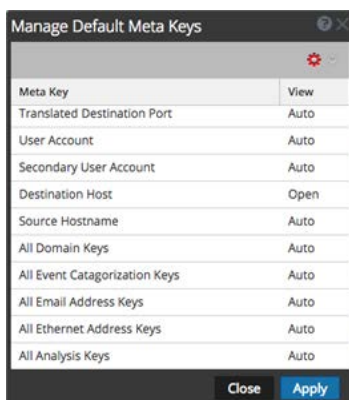 Manage Default Meta Keys
Meta Key View
Translated Destination Port Auto
User Account Auto
Secondary User Account Auto
Destination Host Open
Source Hostname Auto
All Domain Keys Auto
All Event Catagorization Keys Auto
All Email Address Keys Auto
All Ethernet Address Keys Auto
All Analysis Keys Auto
Close Apply